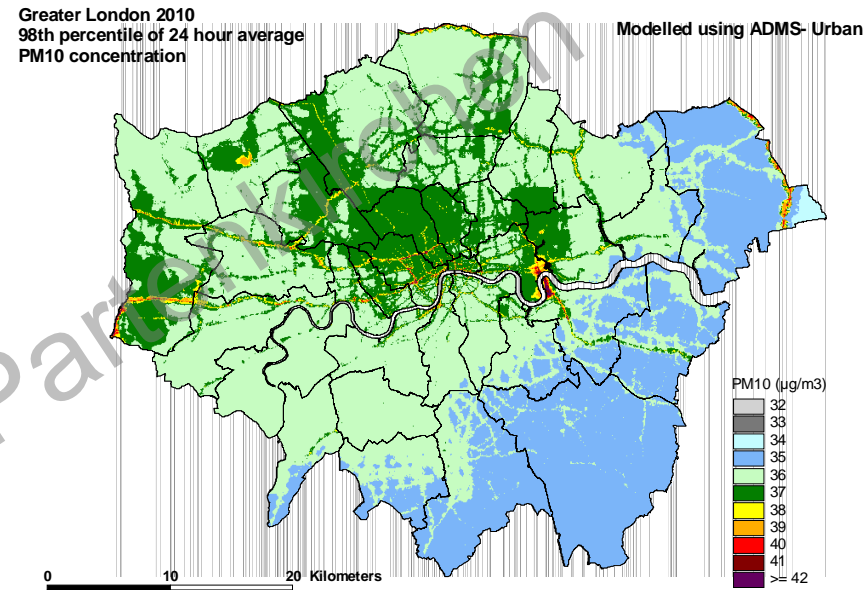 Greater London 2010
98th percentile of 24 hour average
PM10 concentration
Modelled using ADMS- Urban
Partenkirchen
PM10 (µg/m3)
32
33
34
35
36
37
38
39
40
41
>= 42
0 10 20 Kilometers